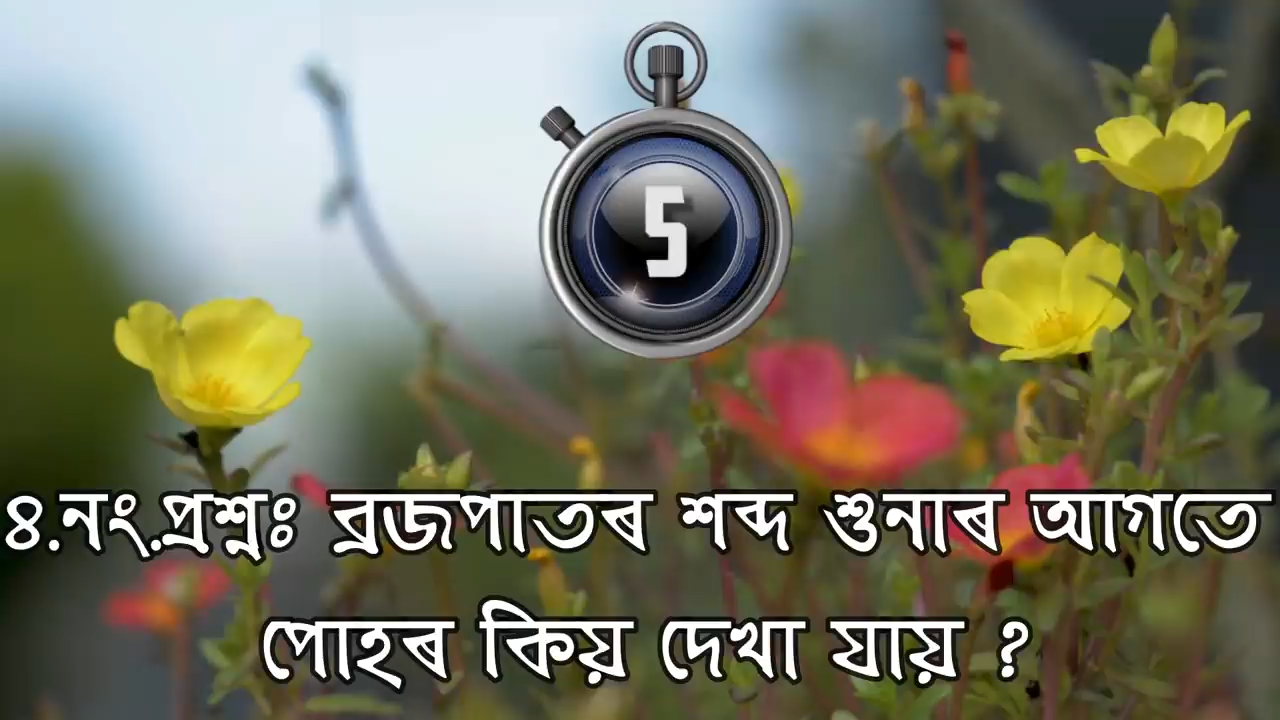 5
৪.নং.প্ৰশ্নঃ ব্ৰজপাতৰ শব্দ শুনাৰ আগতে
পোহৰ কিয় দেখা যায় ?